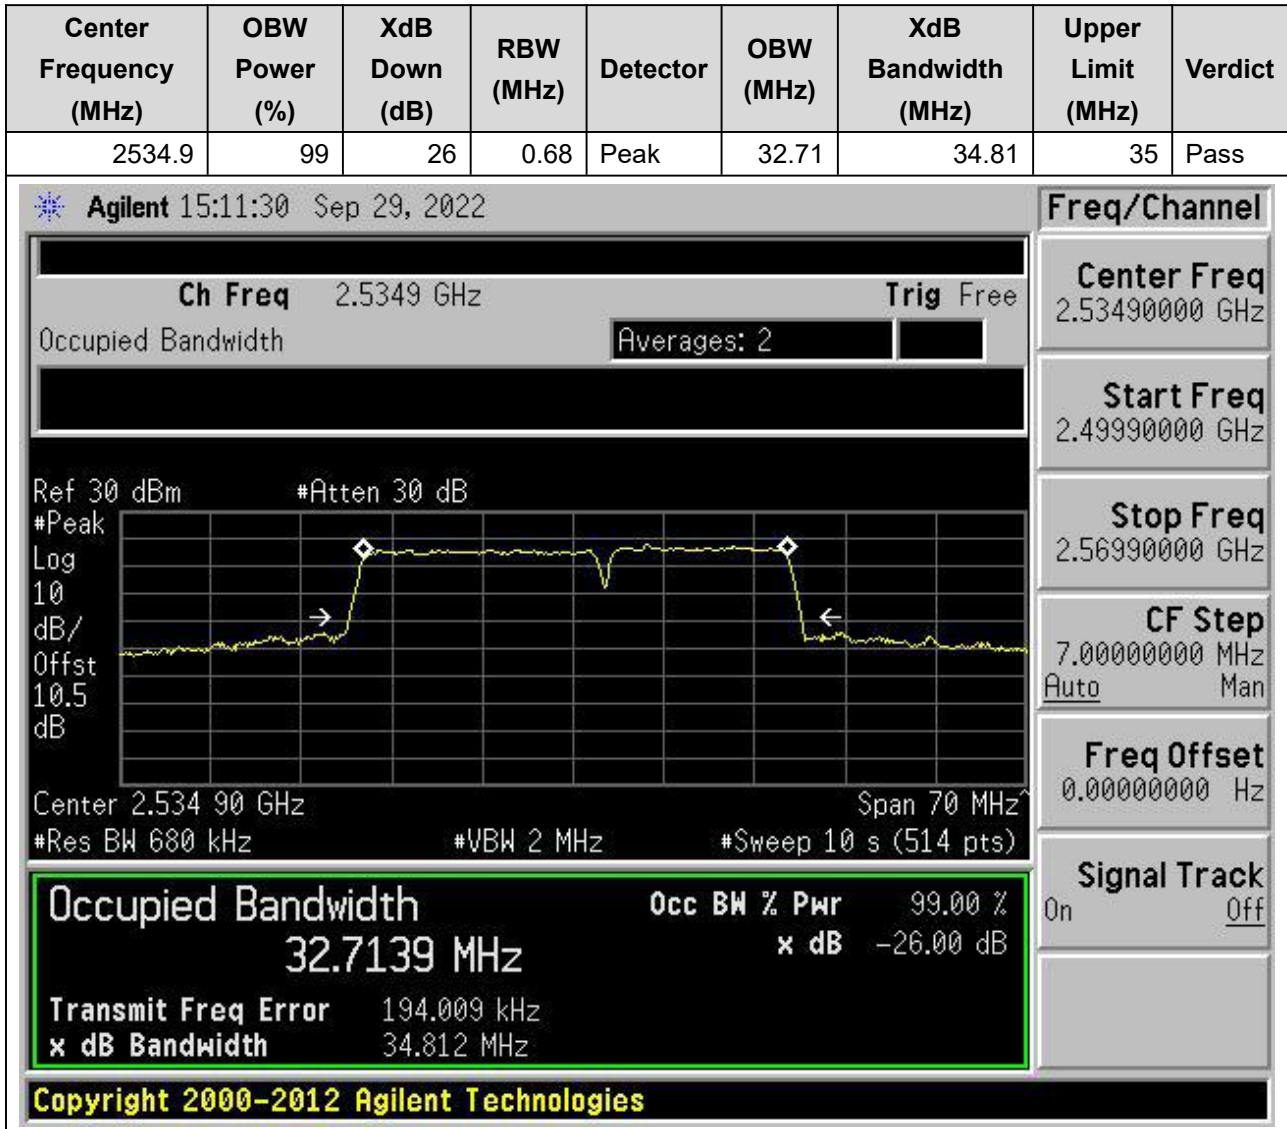 Center Frequency (MHz) OBW Power (%) XdB Down (dB) RBW (MHz) Detector OBW (MHz) XdB Bandwidth (MHz) Upper Limit (MHz) Verdict
2534.9 99 26 0.68 Peak 32.71 34.81 35 Pass
Agilent 15:11:30 Sep 29, 2022
Freq/Channel
Ch Freq 2.5349 GHz Trig Free
Occupied Bandwidth Averages: 2
Ref 30 dBm #Atten 30 dB
#Peak
Log
10
dB/
Offst
10.5
dB
Center 2.534 90 GHz Span 70 MHz^
#Res BW 680 kHz #VBW 2 MHz #Sweep 10 s (514 pts)
Occupied Bandwidth Occ BW % Pwr 99.00 %
32.7139 MHz x dB -26.00 dB
Transmit Freq Error 194.009 kHz
x dB Bandwidth 34.812 MHz
Copyright 2000-2012 Agilent Technologies
Center Freq
2.53490000 GHz
Start Freq
2.49990000 GHz
Stop Freq
2.56990000 GHz
CF Step
7.00000000 MHz
Auto Man
Freq Offset
0.00000000 Hz
Signal Track
On Off